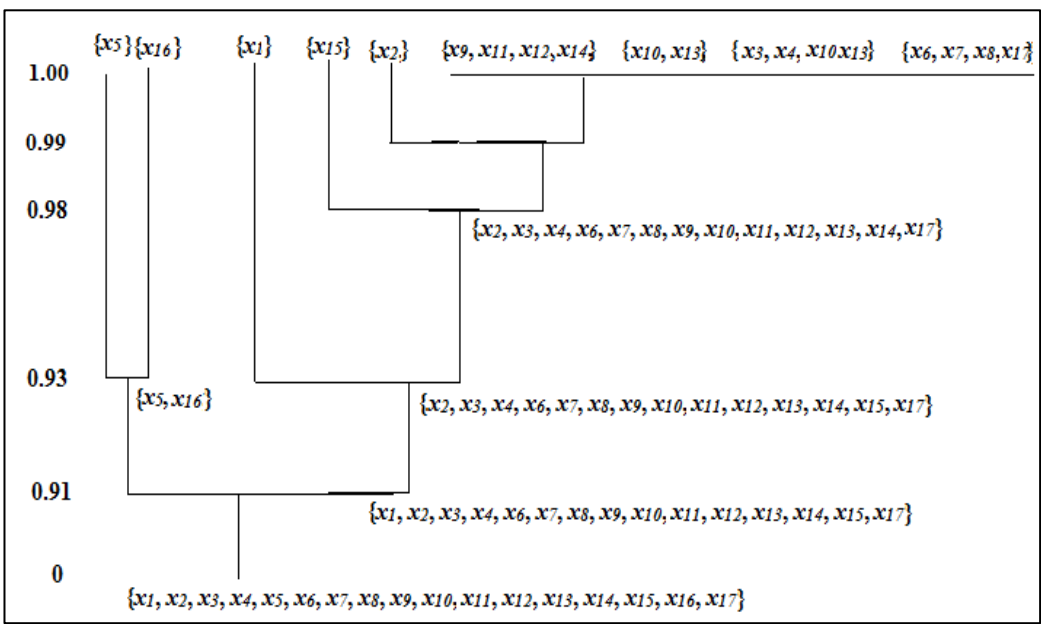 {x5} {x16} {x1} {x15} {x2,} {x9, x11, x12, x14} {x10, x13} {x3, x4, x10 x13} {x6, x7, x8, x17}
1.00
0.99
0.98
{x2, x3, x4, x6, x7, x8, x9, x10, x11, x12, x13, x14, x17}
0.93
{x5, x16} {x2, x3, x4, x6, x7, x8, x9, x10, x11, x12, x13, x14, x15, x17}
0.91
{x1, x2, x3, x4, x6, x7, x8, x9, x10, x11, x12, x13, x14, x15, x17}
0
{x1, x2, x3, x4, x5, x6, x7, x8, x9, x10, x11, x12, x13, x14, x15, x16, x17}